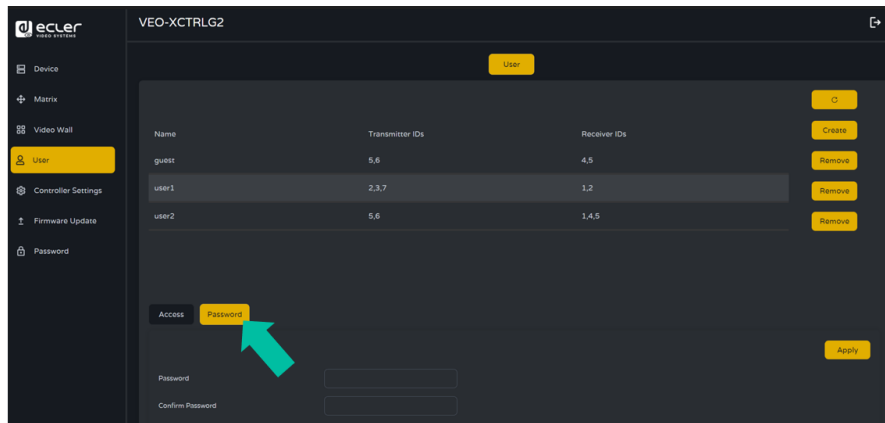 ecler
VIDEO SYSTEMS
VEO-XCTRLG2
Device
Matrix
Video Wall
User
Controller Settings
Firmware Update
Password
User
Name Transmitter IDs Receiver IDs Create
guest 5,6 4,5 Remove
user1 2,3,7 1,2 Remove
user2 5,6 1,4,5 Remove
Access Password
Apply
Password
Confirm Password